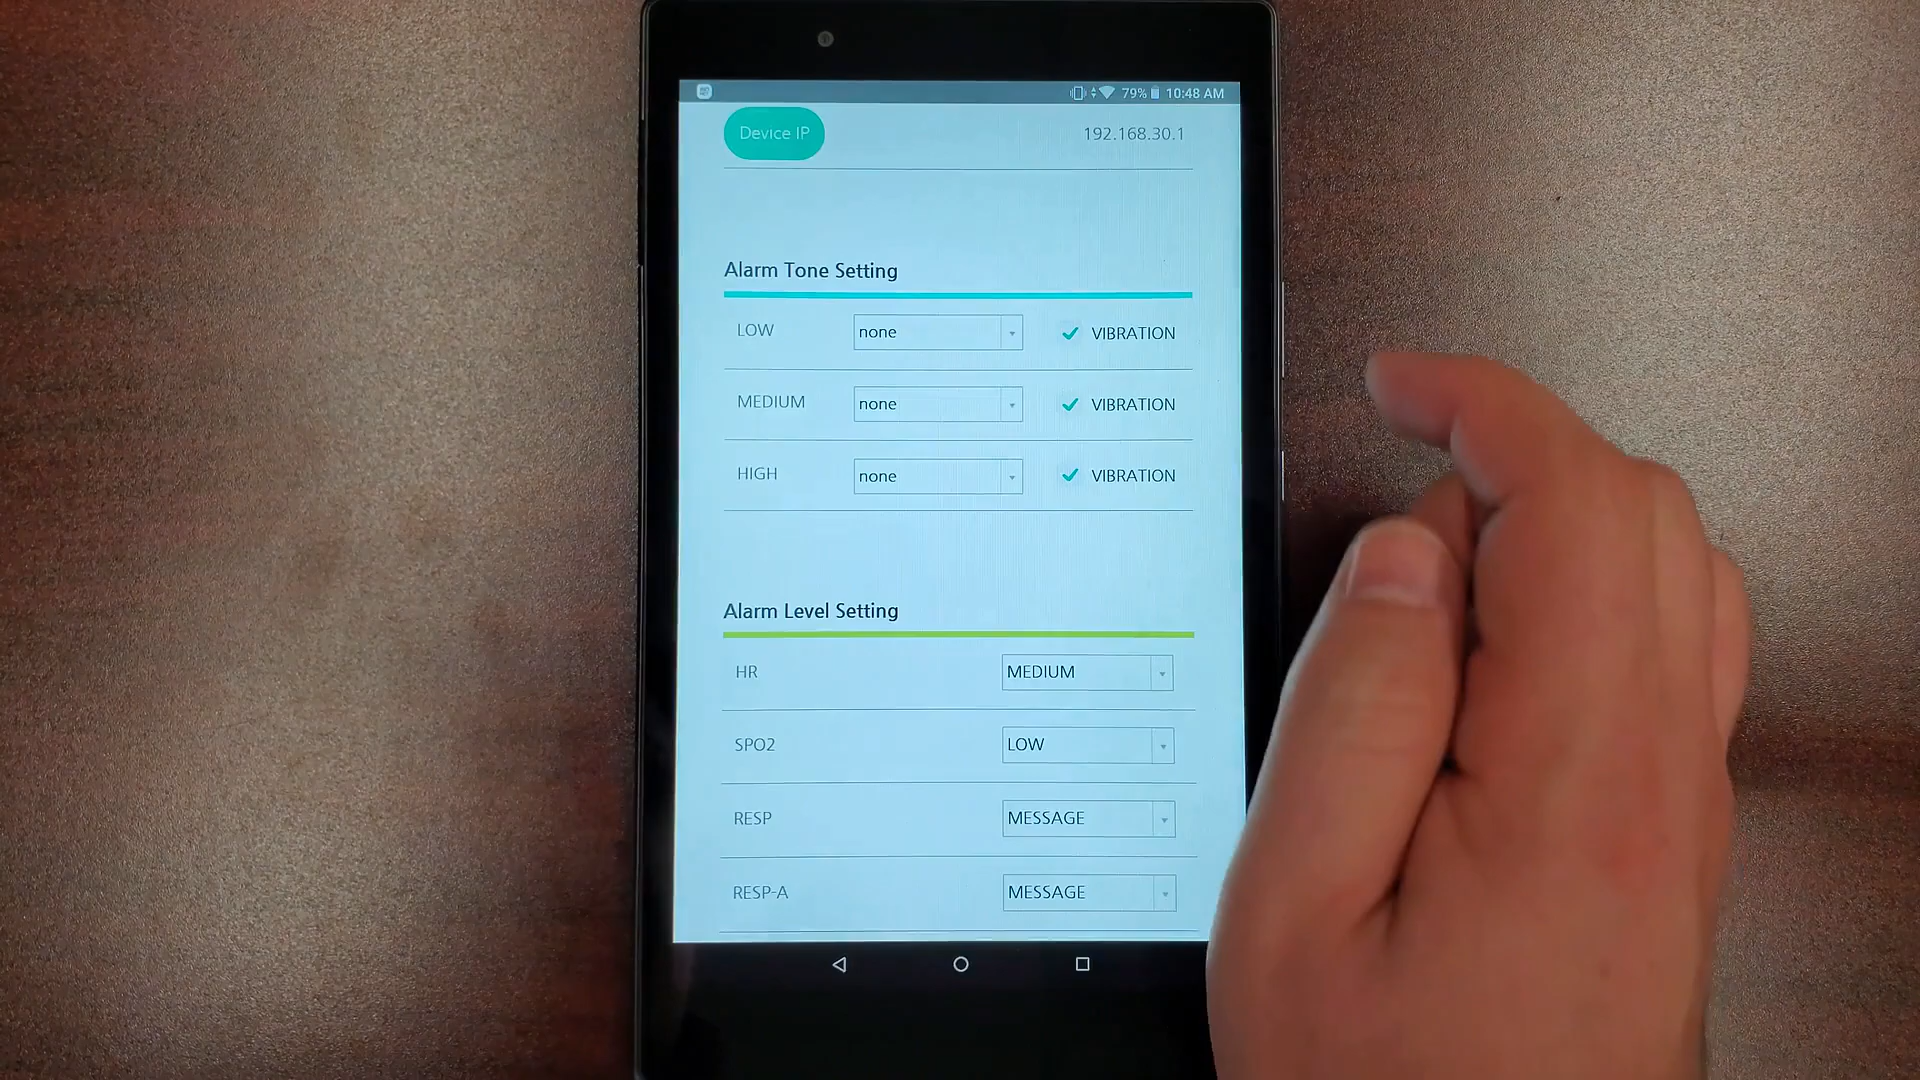 79% 10:48 AM
Device IP 192.168.30.1
Alarm Tone Setting
LOW none VIBRATION
MEDIUM none VIBRATION
HIGH none VIBRATION
Alarm Level Setting
HR MEDIUM
SPO2 LOW
RESP MESSAGE
RESP-A MESSAGE